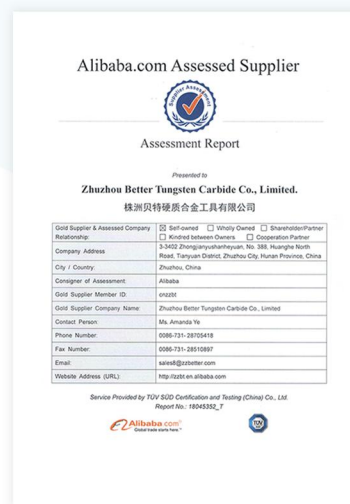 Alibaba.com Assessed Supplier
Supplier Assessment
Assessment Report
Presented to
Zhuzhou Better Tungsten Carbide Co., Limited.
株洲贝特硬质合金工具有限公司
Gold Supplier & Assessed Company Relationship: ☒ Self-owned ☐ Wholly Owned ☐ Shareholder/Partner
☐ Kindred between Owners ☐ Cooperation Partner
Company Address 3-3402 Zhongjianyushanheyuan, No. 388, Huanghe North
Road, Tianyuan District, Zhuzhou City, Hunan Province, China
City / Country: Zhuzhou, China
Consigner of Assessment: Alibaba
Gold Supplier Member ID: cnzzbt
Gold Supplier Company Name: Zhuzhou Better Tungsten Carbide Co., Limited
Contact Person: Ms. Amanda Ye
Phone Number: 0086-731- 28705418
Fax Number: 0086-731- 28510897
Email: sales8@zzbetter.com
Website Address (URL): http://zzbt.en.alibaba.com
Service Provided by TÜV SÜD Certification and Testing (China) Co., Ltd.
Report No.: 18045352_T
Alibaba.com
Global trade starts here.™
TÜV